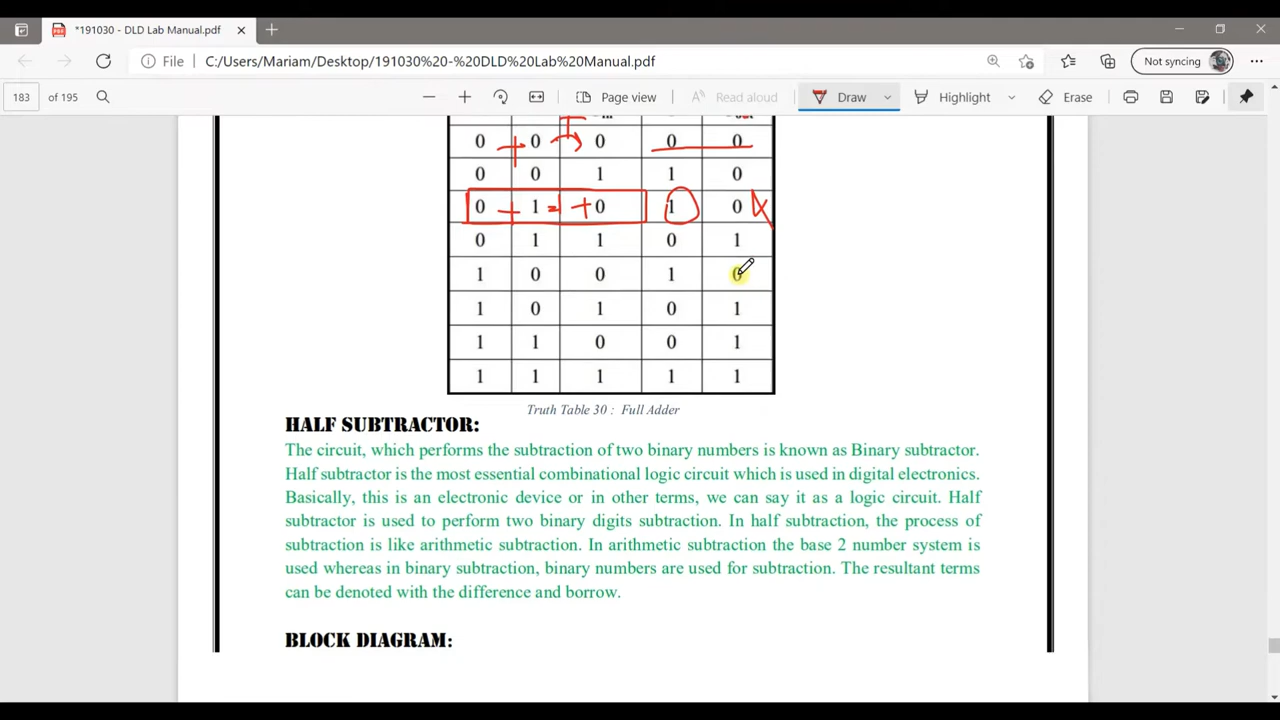 *191030 - DLD Lab Manual.pdf
File C:/Users/Mariam/Desktop/191030%20-%20DLD%20Lab%20Manual.pdf Not syncing
183 of 195 Page view Read aloud Draw Highlight Erase
0 + 0 0 0 0
0 0 1 1 0
0 + 1 = + 0 1 0
0 1 1 0 1
1 0 0 1 0
1 0 1 0 1
1 1 0 0 1
1 1 1 1 1
Truth Table 30 : Full Adder
HALF SUBTRACTOR:
The circuit, which performs the subtraction of two binary numbers is known as Binary subtractor.
Half subtractor is the most essential combinational logic circuit which is used in digital electronics.
Basically, this is an electronic device or in other terms, we can say it as a logic circuit. Half
subtractor is used to perform two binary digits subtraction. In half subtraction, the process of
subtraction is like arithmetic subtraction. In arithmetic subtraction the base 2 number system is
used whereas in binary subtraction, binary numbers are used for subtraction. The resultant terms
can be denoted with the difference and borrow.
BLOCK DIAGRAM: